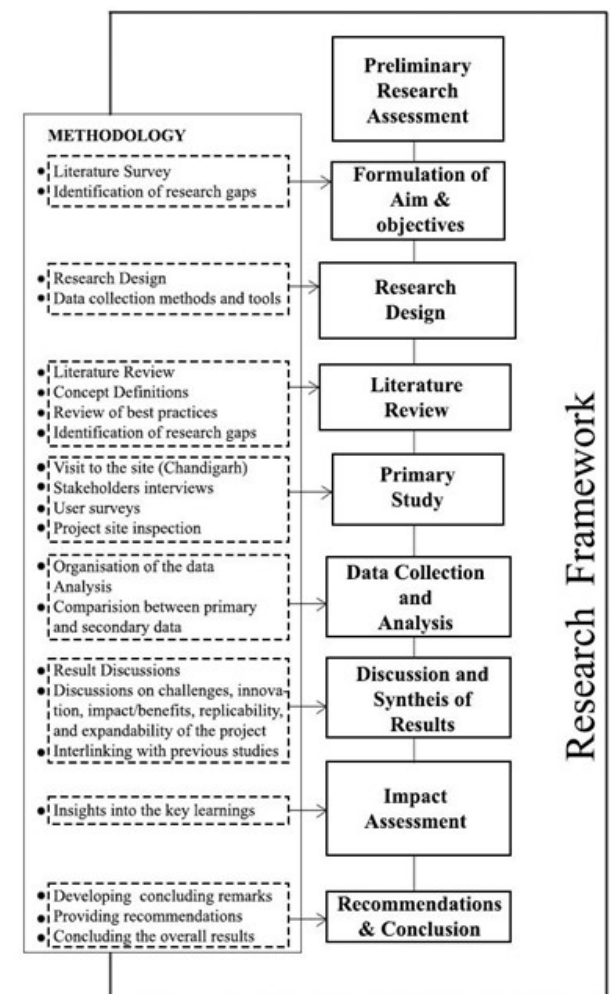 Preliminary
Research
Assessment
METHODOLOGY
Literature Survey
Identification of research gaps
Formulation of
Aim &
objectives
Research Design
Data collection methods and tools
Research
Design
Literature Review
Concept Definitions
Review of best practices
Identification of research gaps
Literature
Review
Visit to the site (Chandigarh)
Stakeholders interviews
User surveys
Project site inspection
Primary
Study
Organisation of the data
Analysis
Comparision between primary
and secondary data
Data Collection
and
Analysis
Result Discussions
Discussions on challenges, innova-
tion, impact/benefits, replicability,
and expandability of the project
Interlinking with previous studies
Discussion and
Syntheis of
Results
Insights into the key learnings
Impact
Assessment
Developing concluding remarks
Providing recommendations
Concluding the overall results
Recommendations
& Conclusion
Research Framework